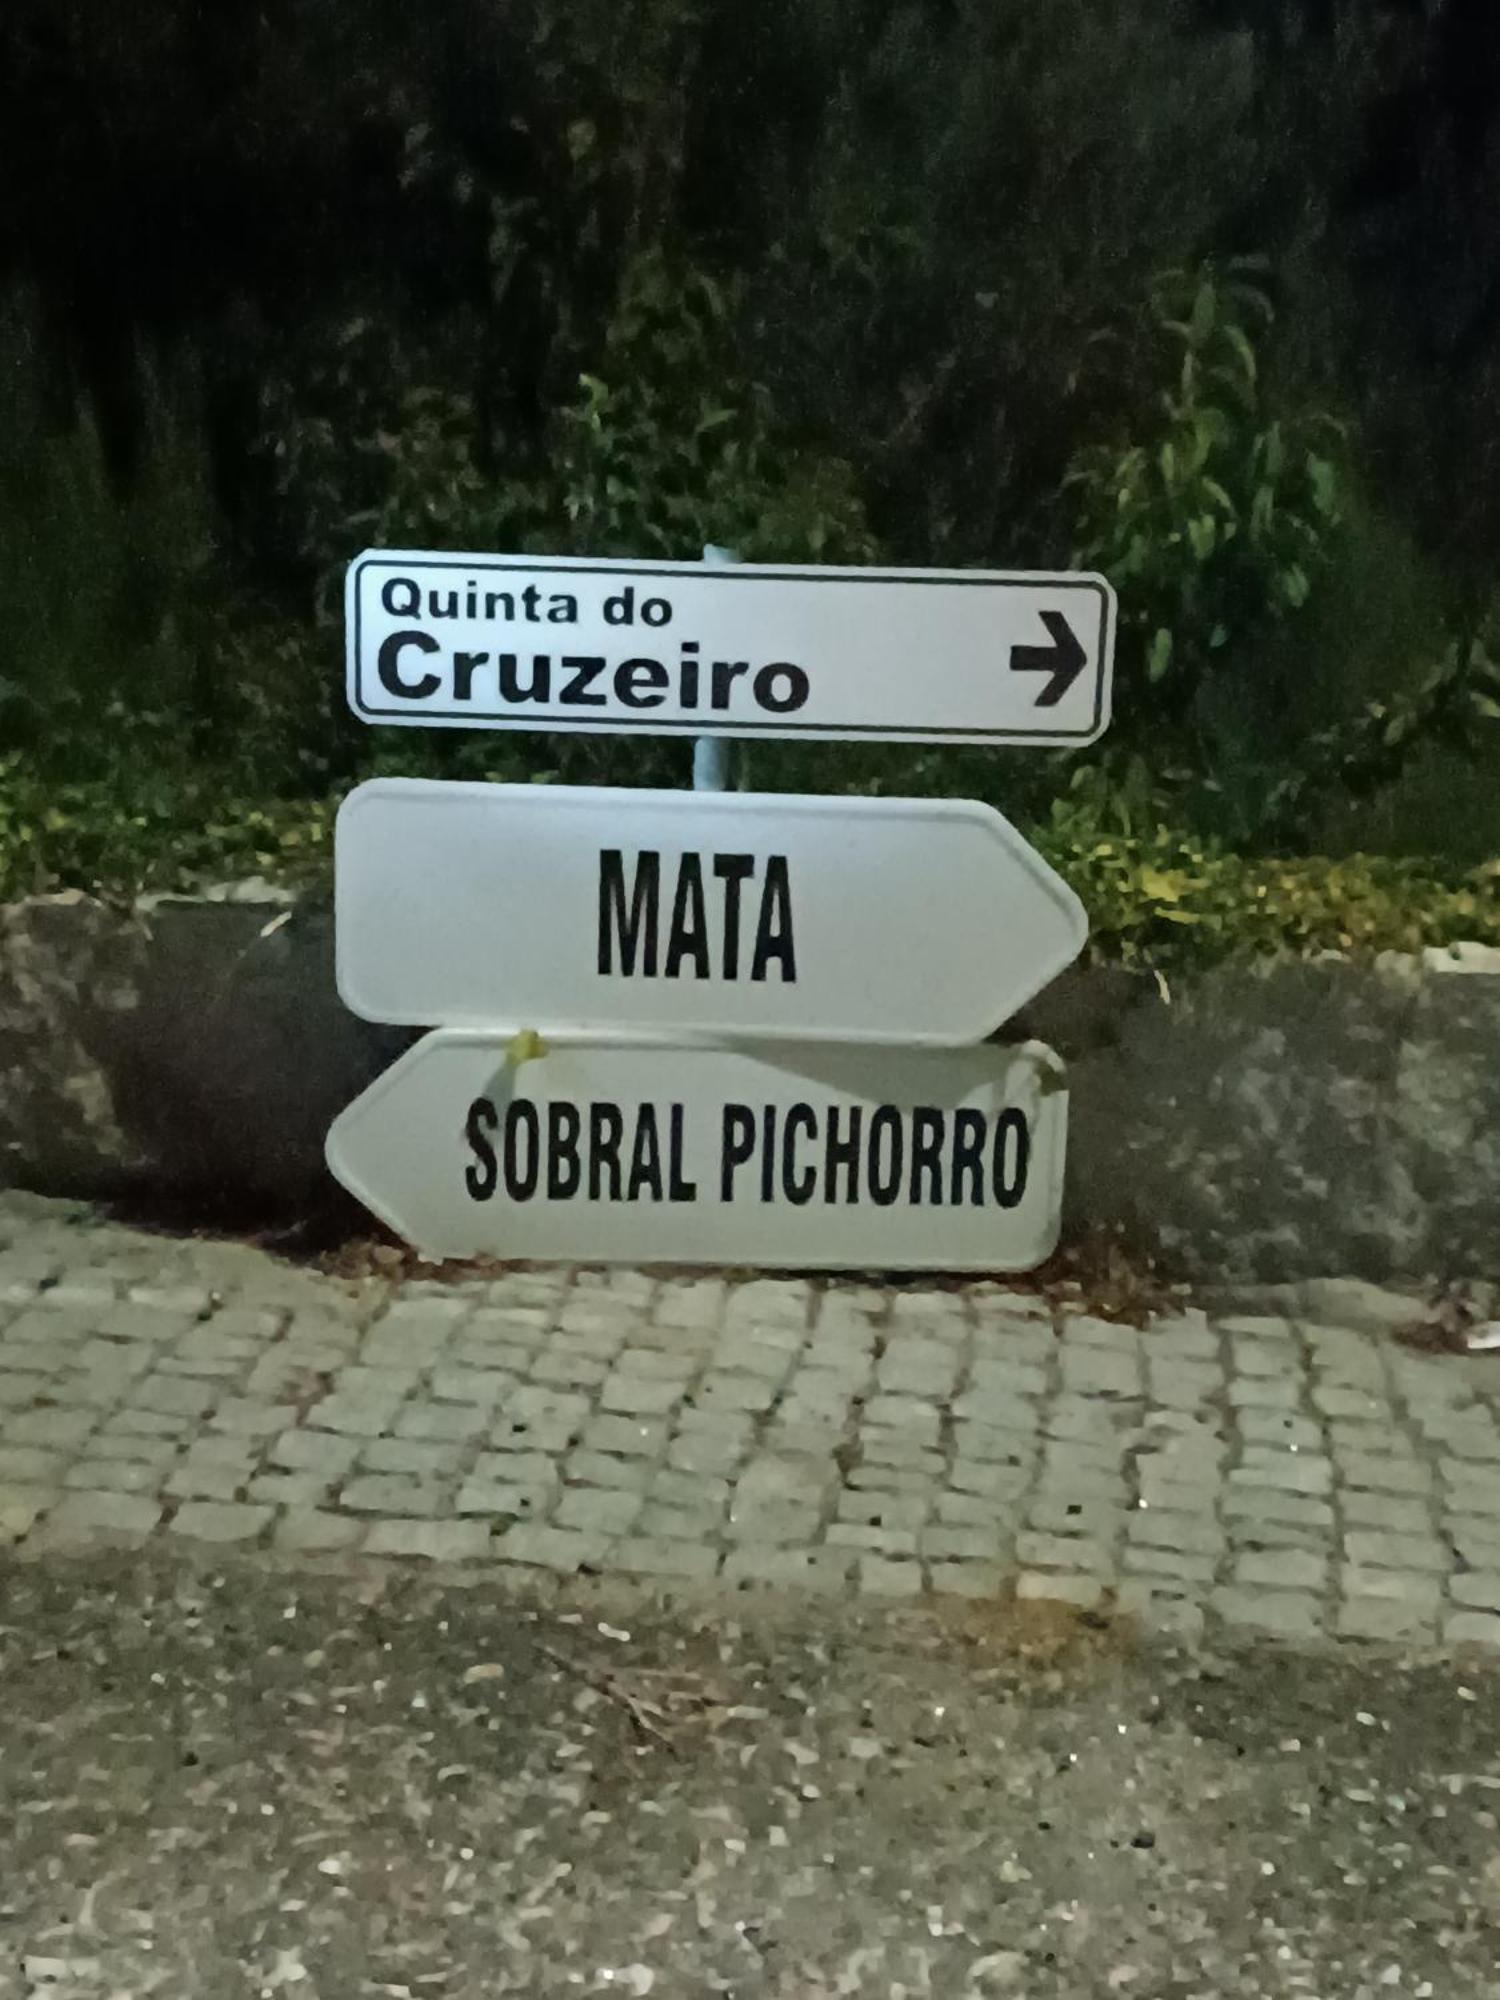 Quinta do
Cruzeiro
MATA
SOBRAL PICHORRO